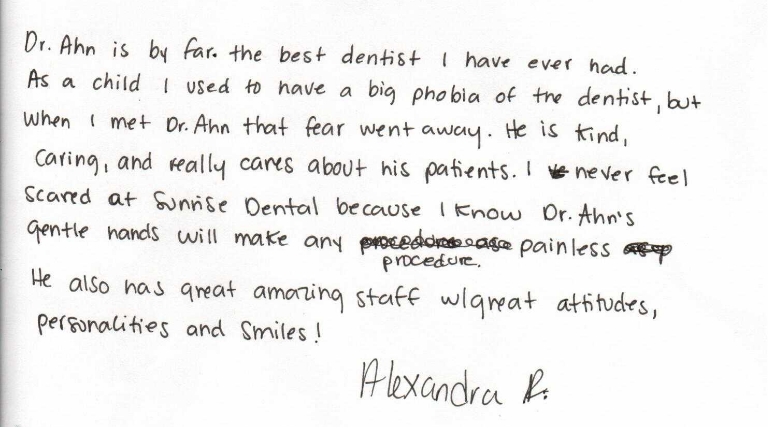 Dr. Ahn is by far. the best dentist I have ever had.
As a child I used to have a big phobia of the dentist, but
when I met Dr. Ahn that fear went away. He is kind,
caring, and really cares about his patients. I never feel
scared at Sunrise Dental because I know Dr. Ahn's
gentle hands will make any painless
procedure.
He also has great amazing staff w/great attitudes,
personalities and smiles!
Alexandra R.